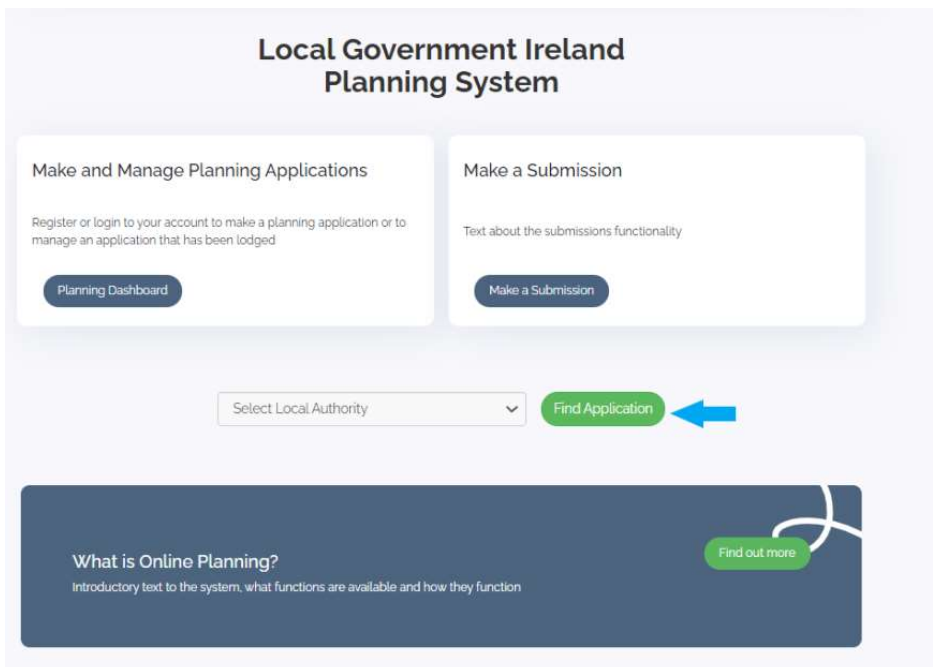 Local Government Ireland
Planning System
Make and Manage Planning Applications
Register or login to your account to make a planning application or to
manage an application that has been lodged
Planning Dashboard
Make a Submission
Text about the submissions functionality
Make a Submission
Select Local Authority
Find Application
What is Online Planning?
Introductory text to the system, what functions are available and how they function
Find out more